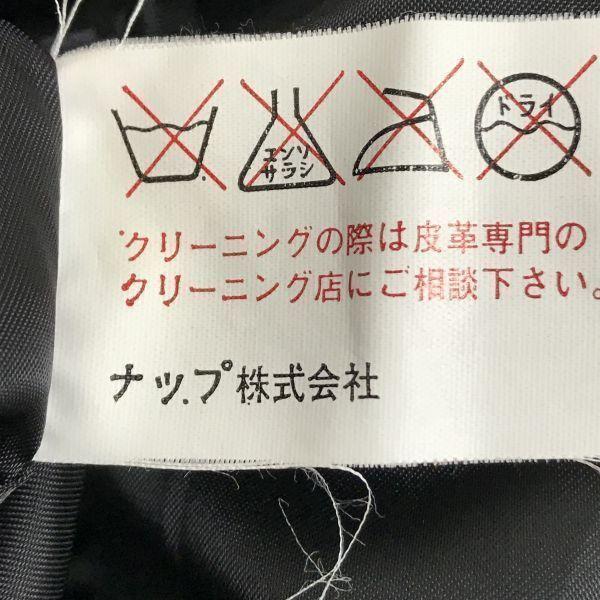 エンソ
サラシ
ドライ
クリーニングの際は皮革専門の
クリーニング店にご相談下さい。
ナップ株式会社